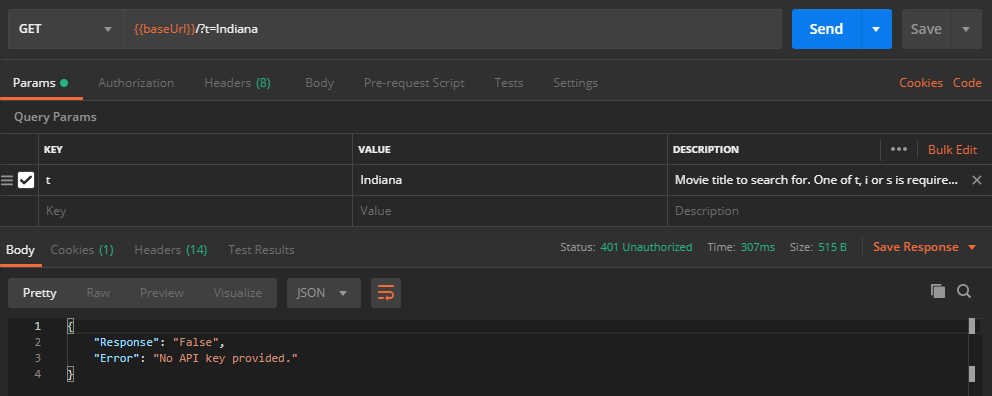 GET {{baseUrl}}/?t=Indiana Send Save
Params Authorization Headers (8) Body Pre-request Script Tests Settings Cookies Code
Query Params
KEY VALUE DESCRIPTION ••• Bulk Edit
t Indiana Movie title to search for. One of t, i or s is require...
Key Value Description
Body Cookies (1) Headers (14) Test Results Status: 401 Unauthorized Time: 307ms Size: 515 B Save Response
Pretty Raw Preview Visualize JSON
1 {
2 "Response": "False",
3 "Error": "No API key provided."
4 }